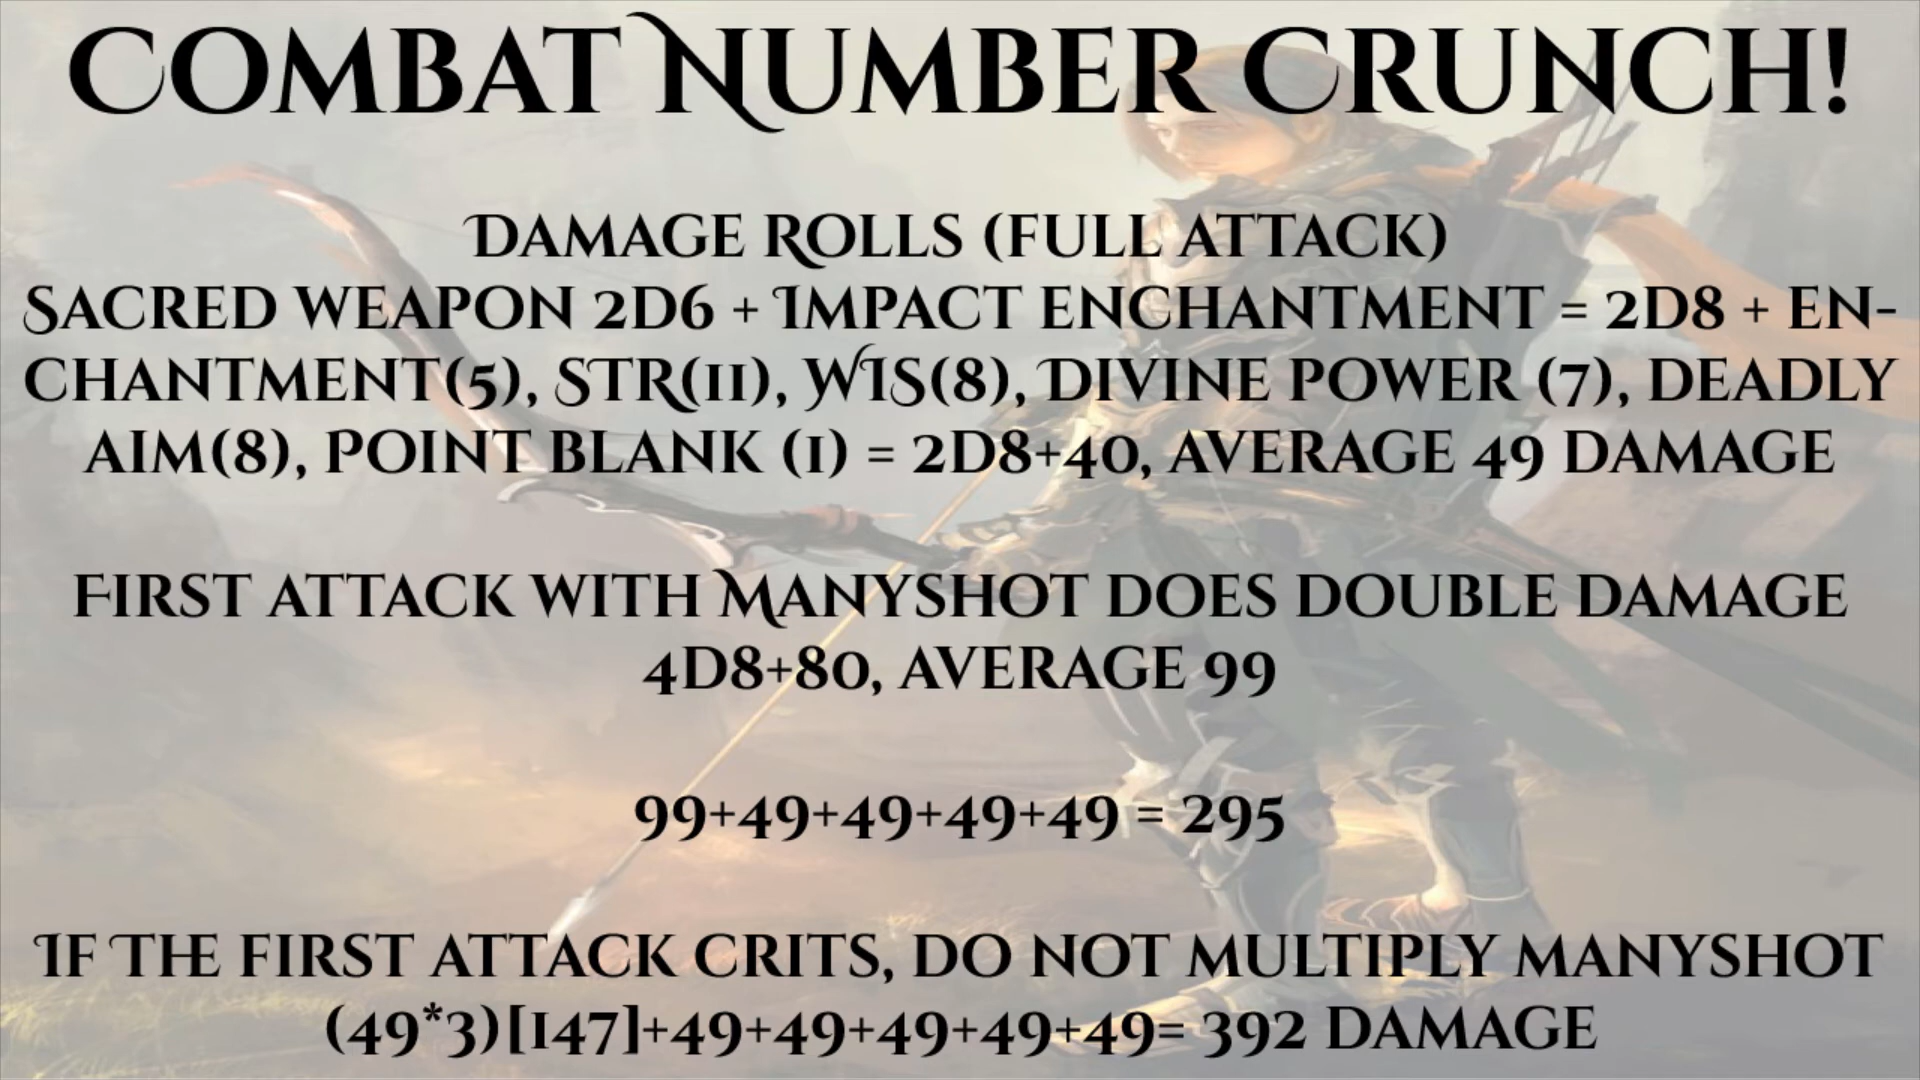 Combat Number Crunch!
Damage Rolls (full attack)
Sacred weapon 2d6 + Impact enchantment = 2d8 + en-
chantment(5), Str(11), Wis(8), Divine power (7), deadly
aim(8), Point blank (1) = 2d8+40, average 49 damage
First attack with Manyshot does double damage
4d8+80, average 99
99+49+49+49+49 = 295
If the first attack crits, do not multiply manyshot
(49*3)[147]+49+49+49+49+49= 392 damage